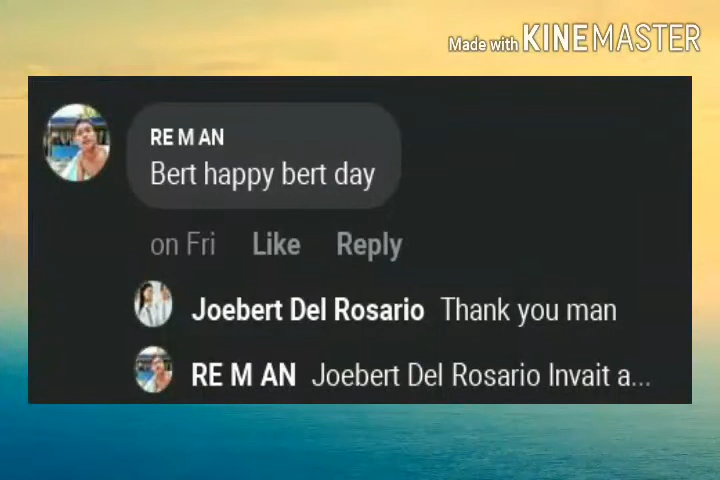 Made with KINEMASTER
RE M AN
Bert happy bert day
on Fri Like Reply
Joebert Del Rosario Thank you man
RE M AN Joebert Del Rosario Invait a...